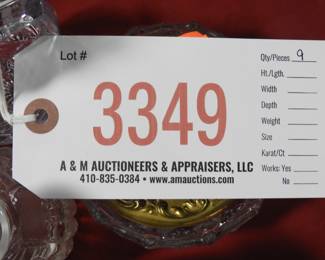 Lot #
3349
A & M AUCTIONEERS & APPRAISERS, LLC
410-835-0384 • www.amauctions.com
Qty/Pieces 9
Ht./Lgth.
Width
Depth
Weight
Size
Karat/Ct
Works: Yes
No